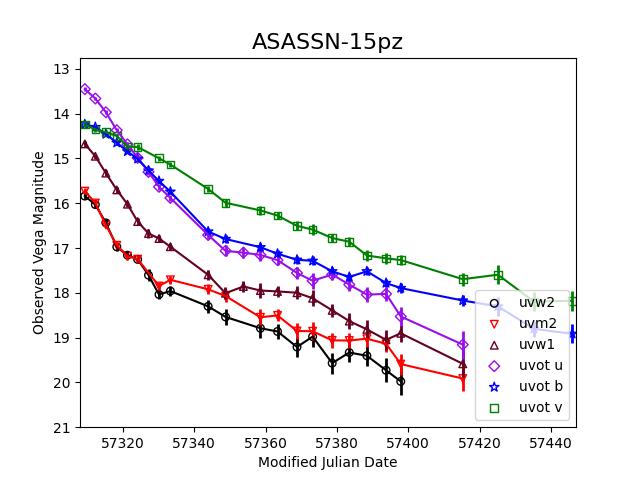 ASASSN-15pz
Observed Vega Magnitude
13
14
15
16
17
18
19
20
21
57320
57340
57360
57380
57400
57420
57440
Modified Julian Date
uvw2
uvm2
uvw1
uvot u
uvot b
uvot v